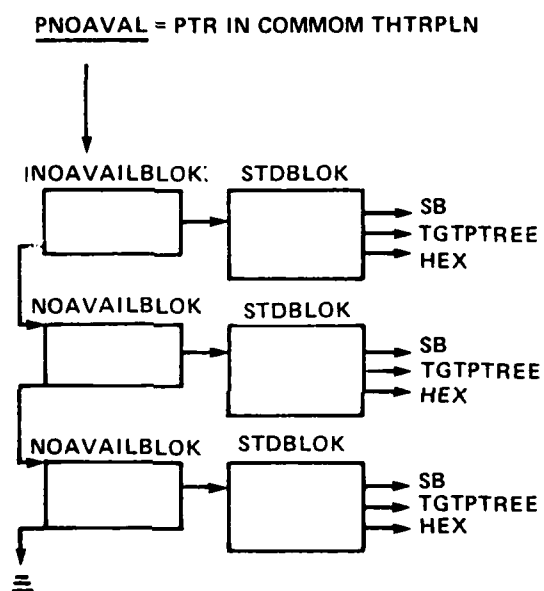 PNOAVAL = PTR IN COMMOM THTRPLN
INOAVAILBLOK: STDBLOK
SB
TGTPTREE
HEX
NOAVAILBLOK STDBLOK
SB
TGTPTREE
HEX
NOAVAILBLOK STDBLOK
SB
TGTPTREE
HEX